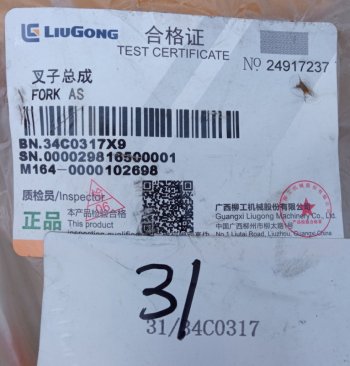 LIUGONG 合格证
TEST CERTIFICATE
Nº 24917237
叉子总成
FORK AS
BN.34C0317X9
SN.000029816500001
M164-0000102698
质检员/Inspector
正品
本产品检验合格
This product
广西柳工机械股份有限公司
Guangxi Liugong Machinery Co., Ltd.
中国广西柳州市柳太路1号
No.1 Liutai Road, Liuzhou, Guangxi, China
31/
31/34C0317